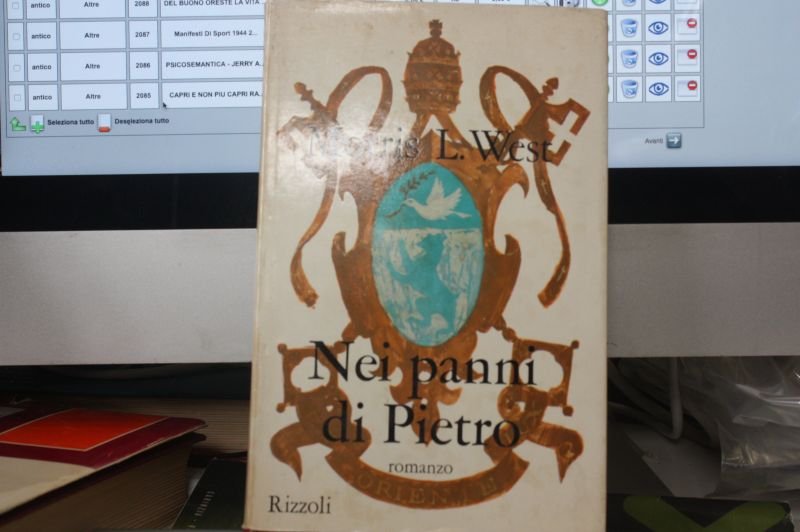 antico Altre 2088 DEL BUONO ORESTE LA VITA
antico Altre 2087 Manifesti Di Sport 1944 2...
antico Altre 2086 PSICOSEMANTICA - JERRY A...
antico Altre 2085 CAPRI E NON PIU CAPRI RA...
Seleziona tutto Deseleziona tutto
Avanti
Morris L. West
Nei panni
di Pietro
romanzo
Rizzoli